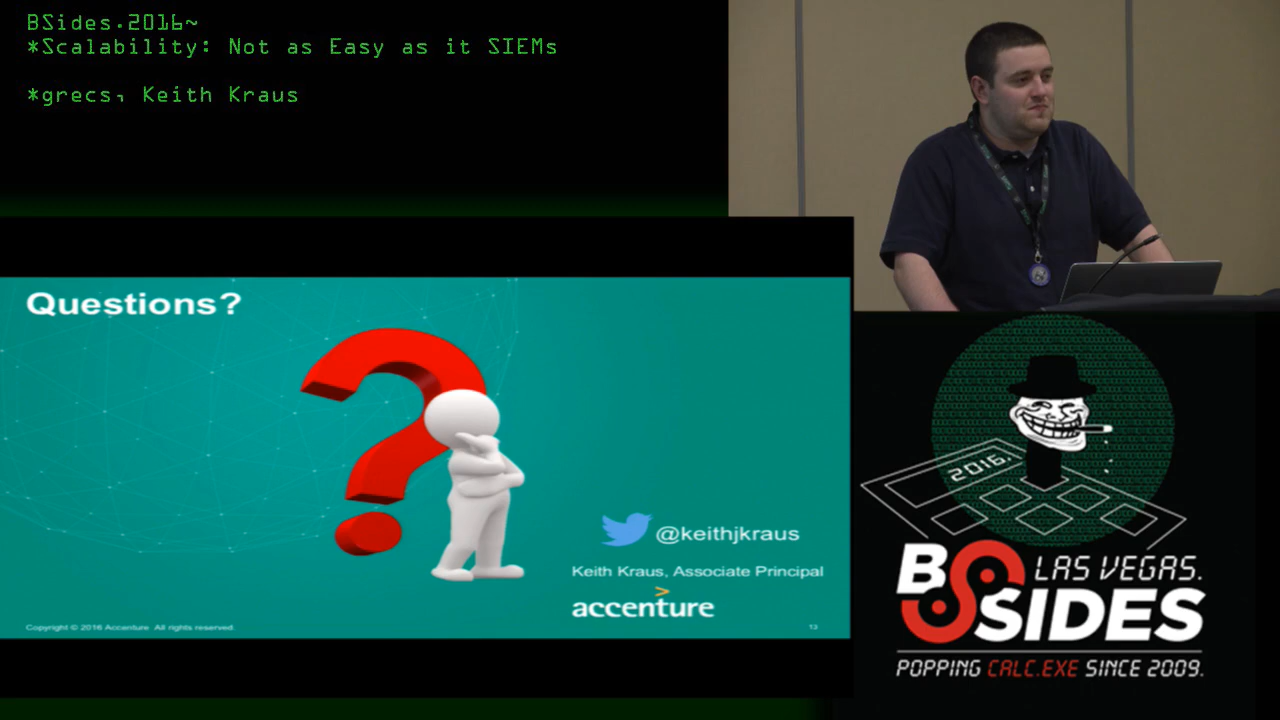 BSides.2016~
*Scalability: Not as Easy as it SIEMs
*grecs, Keith Kraus
Questions?
@keithjkraus
Keith Kraus, Associate Principal
accenture
Copyright © 2016 Accenture All rights reserved.
13
2016.
BSIDES
LAS VEGAS.
POPPING CALC.EXE SINCE 2009.